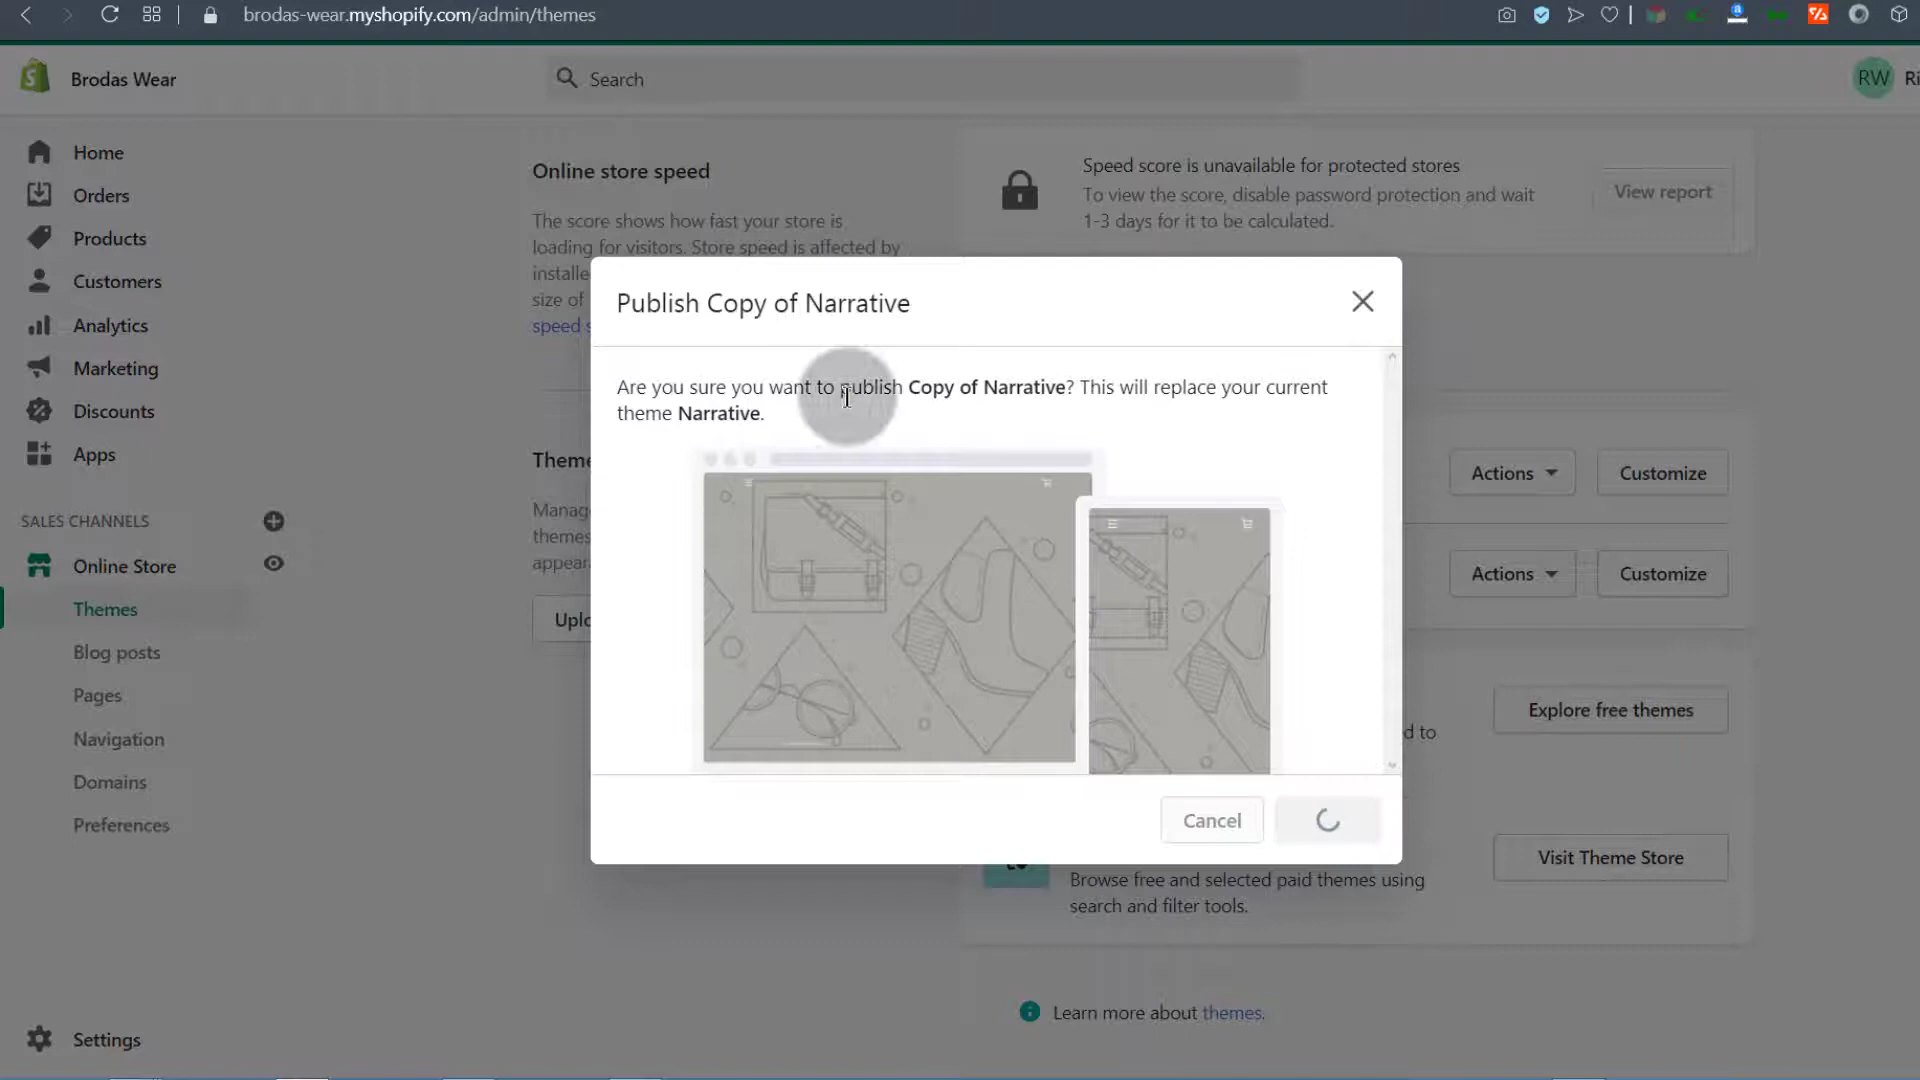 brodas-wear.myshopify.com/admin/themes
Brodas Wear
Search
RW
Home
Orders
Products
Customers
Analytics
Marketing
Discounts
Apps
SALES CHANNELS
Online Store
Themes
Blog posts
Pages
Navigation
Domains
Preferences
Settings
Online store speed
The score shows how fast your store is
loading for visitors. Store speed is affected by
size of
speed
Speed score is unavailable for protected stores
To view the score, disable password protection and wait
1-3 days for it to be calculated.
View report
Publish Copy of Narrative
Are you sure you want to publish Copy of Narrative? This will replace your current
theme Narrative.
Cancel
themes
Actions
Customize
Actions
Customize
d to
Explore free themes
Visit Theme Store
Browse free and selected paid themes using
search and filter tools.
Learn more about themes.